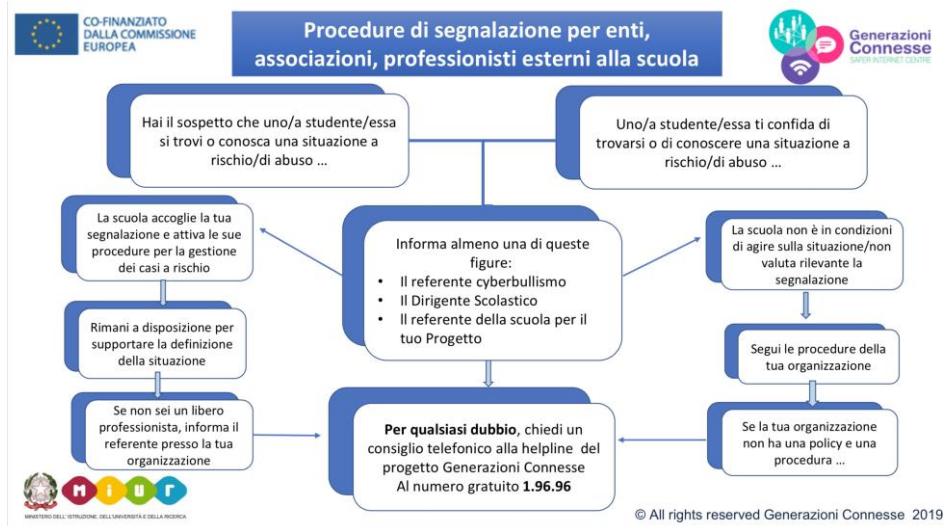 CO-FINANZIATO
DALLA COMMISSIONE
EUROPEA
Procedure di segnalazione per enti,
associazioni, professionisti esterni alla scuola
Generazioni
Connesse
SAFER INTERNET CENTRE
Hai il sospetto che uno/a studente/essa
si trovi o conosca una situazione a
rischio/di abuso ...
Uno/a studente/essa ti confida di
trovarsi o di conoscere una situazione a
rischio/di abuso ...
La scuola accoglie la tua
segnalazione e attiva le sue
procedure per la gestione
dei casi a rischio
Informa almeno una di queste
figure:
• Il referente cyberbullismo
• Il Dirigente Scolastico
• Il referente della scuola per il
tuo Progetto
La scuola non è in condizioni
di agire sulla situazione/non
valuta rilevante la
segnalazione
Rimani a disposizione per
supportare la definizione
della situazione
Segui le procedure della
tua organizzazione
Se non sei un libero
professionista, informa il
referente presso la tua
organizzazione
Per qualsiasi dubbio, chiedi un
consiglio telefonico alla helpline del
progetto Generazioni Connesse
Al numero gratuito 1.96.96
Se la tua organizzazione
non ha una policy e una
procedura ...
MIUR
MINISTERO DELL'ISTRUZIONE, DELL'UNIVERSITÀ E DELLA RICERCA
© All rights reserved Generazioni Connesse 2019